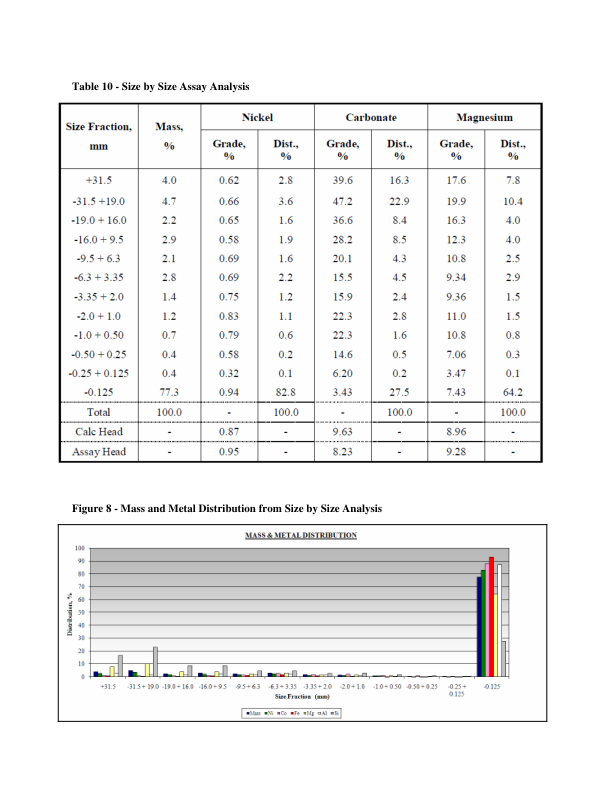 Table 10 - Size by Size Assay Analysis
Size Fraction, mm Mass, % Nickel Carbonate Magnesium
Grade, % Dist., % Grade, % Dist., % Grade, % Dist., %
+31.5 4.0 0.62 2.8 39.6 16.3 17.6 7.8
-31.5 +19.0 4.7 0.66 3.6 47.2 22.9 19.9 10.4
-19.0 + 16.0 2.2 0.65 1.6 36.6 8.4 16.3 4.0
-16.0 + 9.5 2.9 0.58 1.9 28.2 8.5 12.3 4.0
-9.5 + 6.3 2.1 0.69 1.6 20.1 4.3 10.8 2.5
-6.3 + 3.35 2.8 0.69 2.2 15.5 4.5 9.34 2.9
-3.35 + 2.0 1.4 0.75 1.2 15.9 2.4 9.36 1.5
-2.0 + 1.0 1.2 0.83 1.1 22.3 2.8 11.0 1.5
-1.0 + 0.50 0.7 0.79 0.6 22.3 1.6 10.8 0.8
-0.50 + 0.25 0.4 0.58 0.2 14.6 0.5 7.06 0.3
-0.25 + 0.125 0.4 0.32 0.1 6.20 0.2 3.47 0.1
-0.125 77.3 0.94 82.8 3.43 27.5 7.43 64.2
Total 100.0 - 100.0 - 100.0 - 100.0
Calc Head - 0.87 - 9.63 - 8.96 -
Assay Head - 0.95 - 8.23 - 9.28 -
Figure 8 - Mass and Metal Distribution from Size by Size Analysis
MASS & METAL DISTRIBUTION
Distribution, %
100
90
80
70
60
50
40
30
20
10
0
+31.5 -31.5 + 19.0 -19.0 + 16.0 -16.0 + 9.5 -9.5 + 6.3 -6.3 + 3.35 -3.35 + 2.0 -2.0 + 1.0 -1.0 + 0.50 -0.50 + 0.25 -0.25 + 0.125 -0.125
Size Fraction (mm)
Mass Ni Co Fe Mg Al